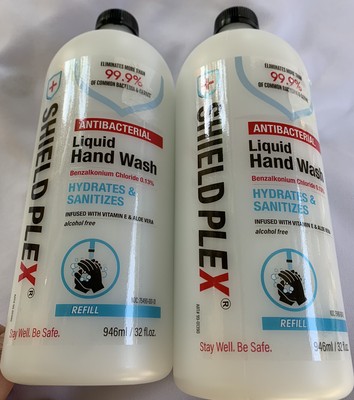 ELIMINATES MORE THAN
99.9%
OF COMMON BACTERIA & GERMS
SHIELD PLEX®
ANTIBACTERIAL
Liquid
Hand Wash
Benzalkonium Chloride 0.13%
HYDRATES &
SANITIZES
INFUSED WITH VITAMIN E & ALOE VERA
alcohol free
REFILL
Stay Well. Be Safe.
946ml / 32 fl.oz.
ELIMINATES MORE THAN
99.9%
OF COMMON BACTERIA & GERMS
SHIELD PLEX®
ANTIBACTERIAL
Liquid
Hand Wash
Benzalkonium Chloride 0.13%
HYDRATES &
SANITIZES
INFUSED WITH VITAMIN E & ALOE VERA
alcohol free
REFILL
Stay Well. Be Safe.
946ml / 32 fl.oz.